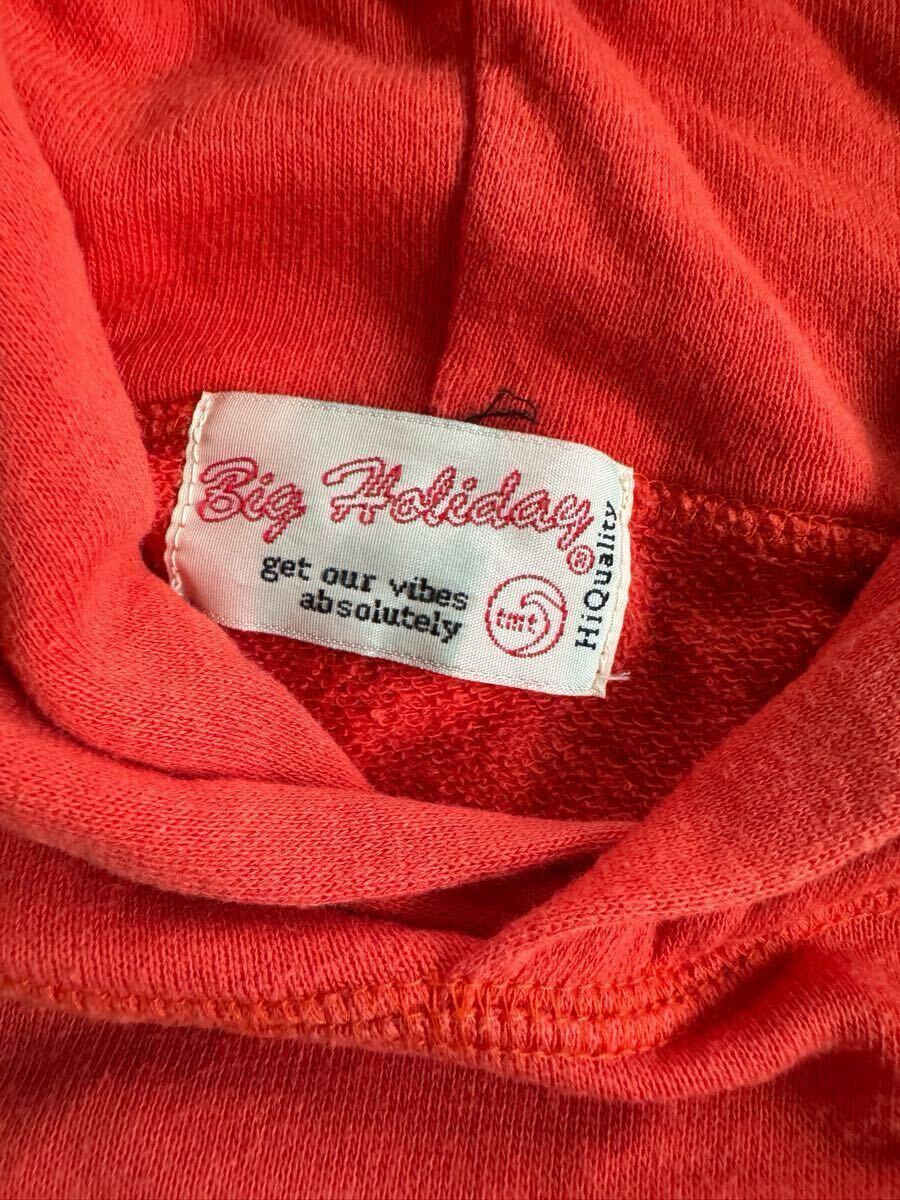 Big Holiday®
get our vibes
absolutely
tmt
HiQuality